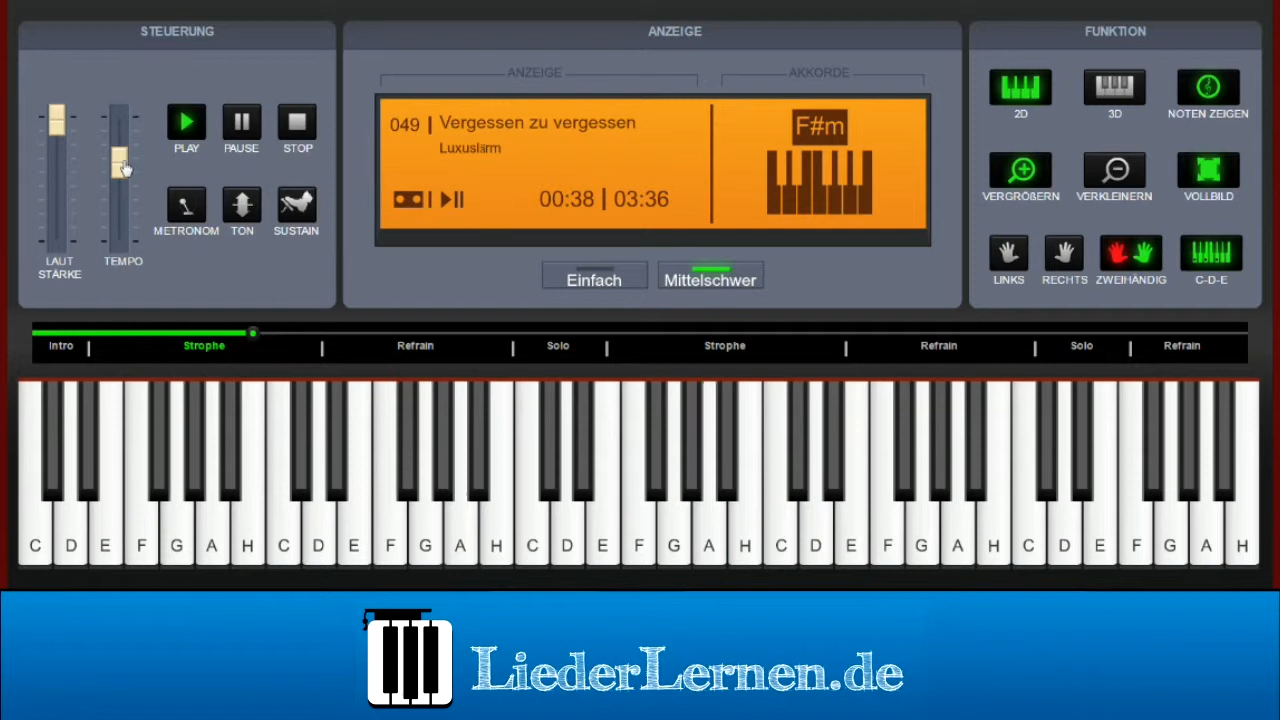 STEUERUNG
ANZEIGE
FUNKTION
ANZEIGE
AKKORDE
049 | Vergessen zu vergessen
Luxuslärm
00:38 | 03:36
F#m
PLAY
PAUSE
STOP
METRONOM
TON
SUSTAIN
LAUT
STÄRKE
TEMPO
Einfach
Mittelschwer
2D
3D
NOTEN ZEIGEN
VERGRÖßERN
VERKLEINERN
VOLLBILD
LINKS
RECHTS
ZWEIHÄNDIG
C-D-E
Intro | Strophe | Refrain | Solo | Strophe | Refrain | Solo | Refrain
C D E F G A H C D E F G A H C D E F G A H C D E F G A H C D E F G A H
LiederLernen.de